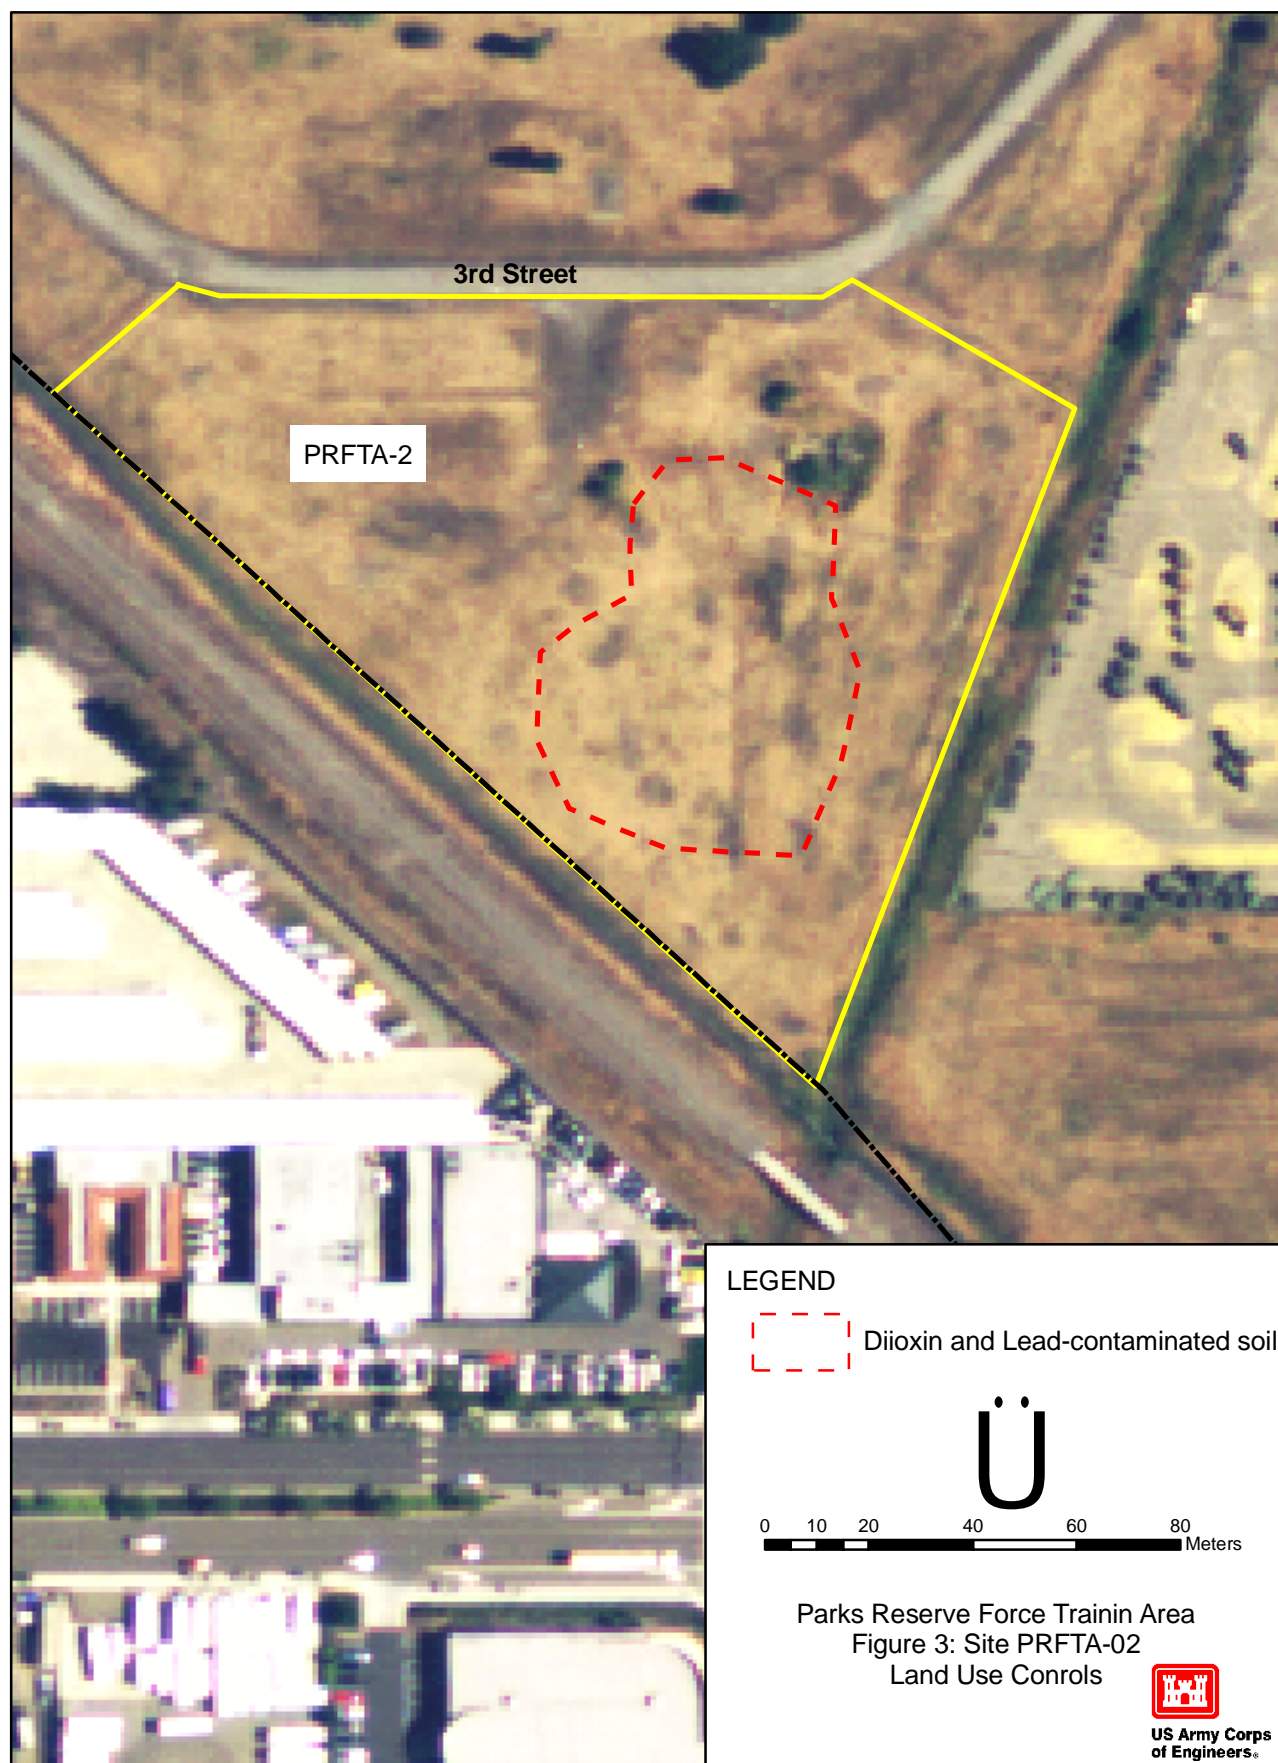 3rd Street
PRFTA-2
LEGEND
Diioxin and Lead-contaminated soil
Ü
0 10 20 40 60 80
Meters
Parks Reserve Force Trainin Area
Figure 3: Site PRFTA-02
Land Use Conrols
US Army Corps
of Engineers®